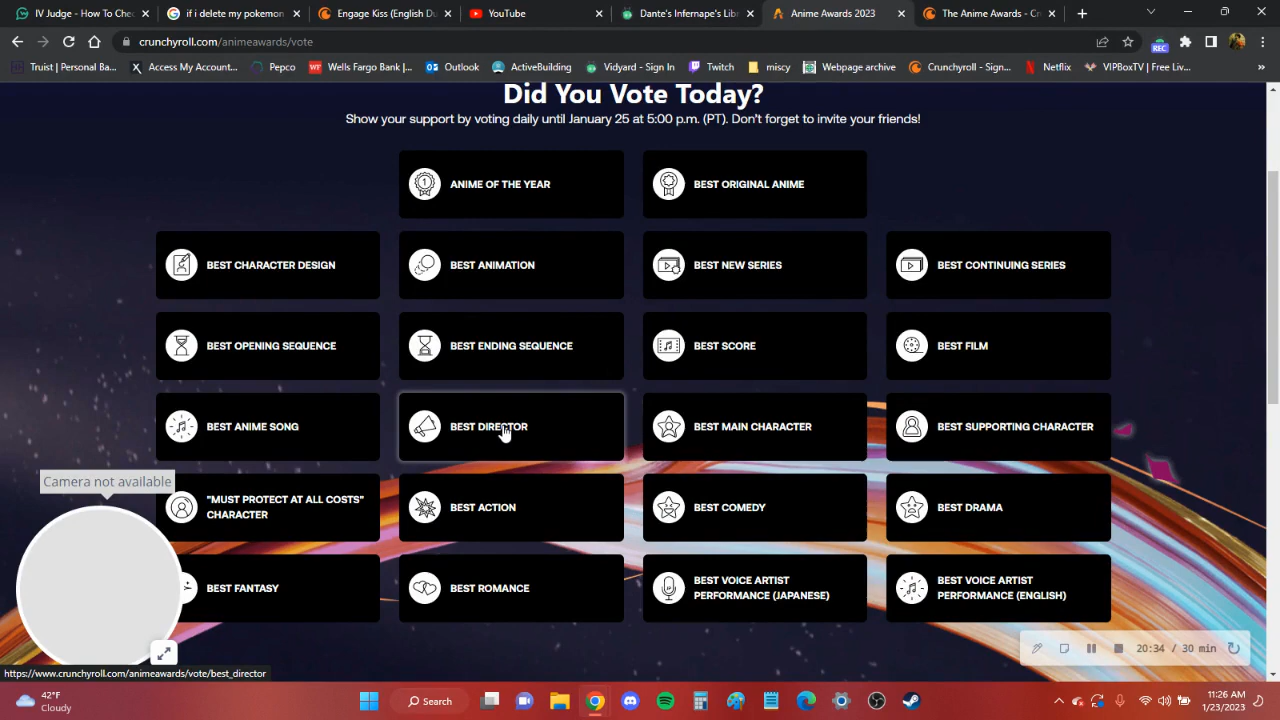 IV Judge - How To Chec
if i delete my pokemon
Engage Kiss (English Du
YouTube
Dante's Infernape's Libr
Anime Awards 2023
The Anime Awards - Cr
crunchyroll.com/animeawards/vote
REC
Truist | Personal Ba...
Access My Account...
Pepco
Wells Fargo Bank |...
Outlook
ActiveBuilding
Vidyard - Sign In
Twitch
miscy
Webpage archive
Crunchyroll - Sign...
Netflix
VIPBoxTV | Free Liv...
Did You Vote Today?
Show your support by voting daily until January 25 at 5:00 p.m. (PT). Don't forget to invite your friends!
ANIME OF THE YEAR
BEST ORIGINAL ANIME
BEST CHARACTER DESIGN
BEST ANIMATION
BEST NEW SERIES
BEST CONTINUING SERIES
BEST OPENING SEQUENCE
BEST ENDING SEQUENCE
BEST SCORE
BEST FILM
BEST ANIME SONG
BEST DIRECTOR
BEST MAIN CHARACTER
BEST SUPPORTING CHARACTER
Camera not available
"MUST PROTECT AT ALL COSTS"
CHARACTER
BEST ACTION
BEST COMEDY
BEST DRAMA
BEST FANTASY
BEST ROMANCE
BEST VOICE ARTIST
PERFORMANCE (JAPANESE)
BEST VOICE ARTIST
PERFORMANCE (ENGLISH)
20:34 / 30 min
https://www.crunchyroll.com/animeawards/vote/best_director
42°F
Cloudy
Search
11:26 AM
1/23/2023